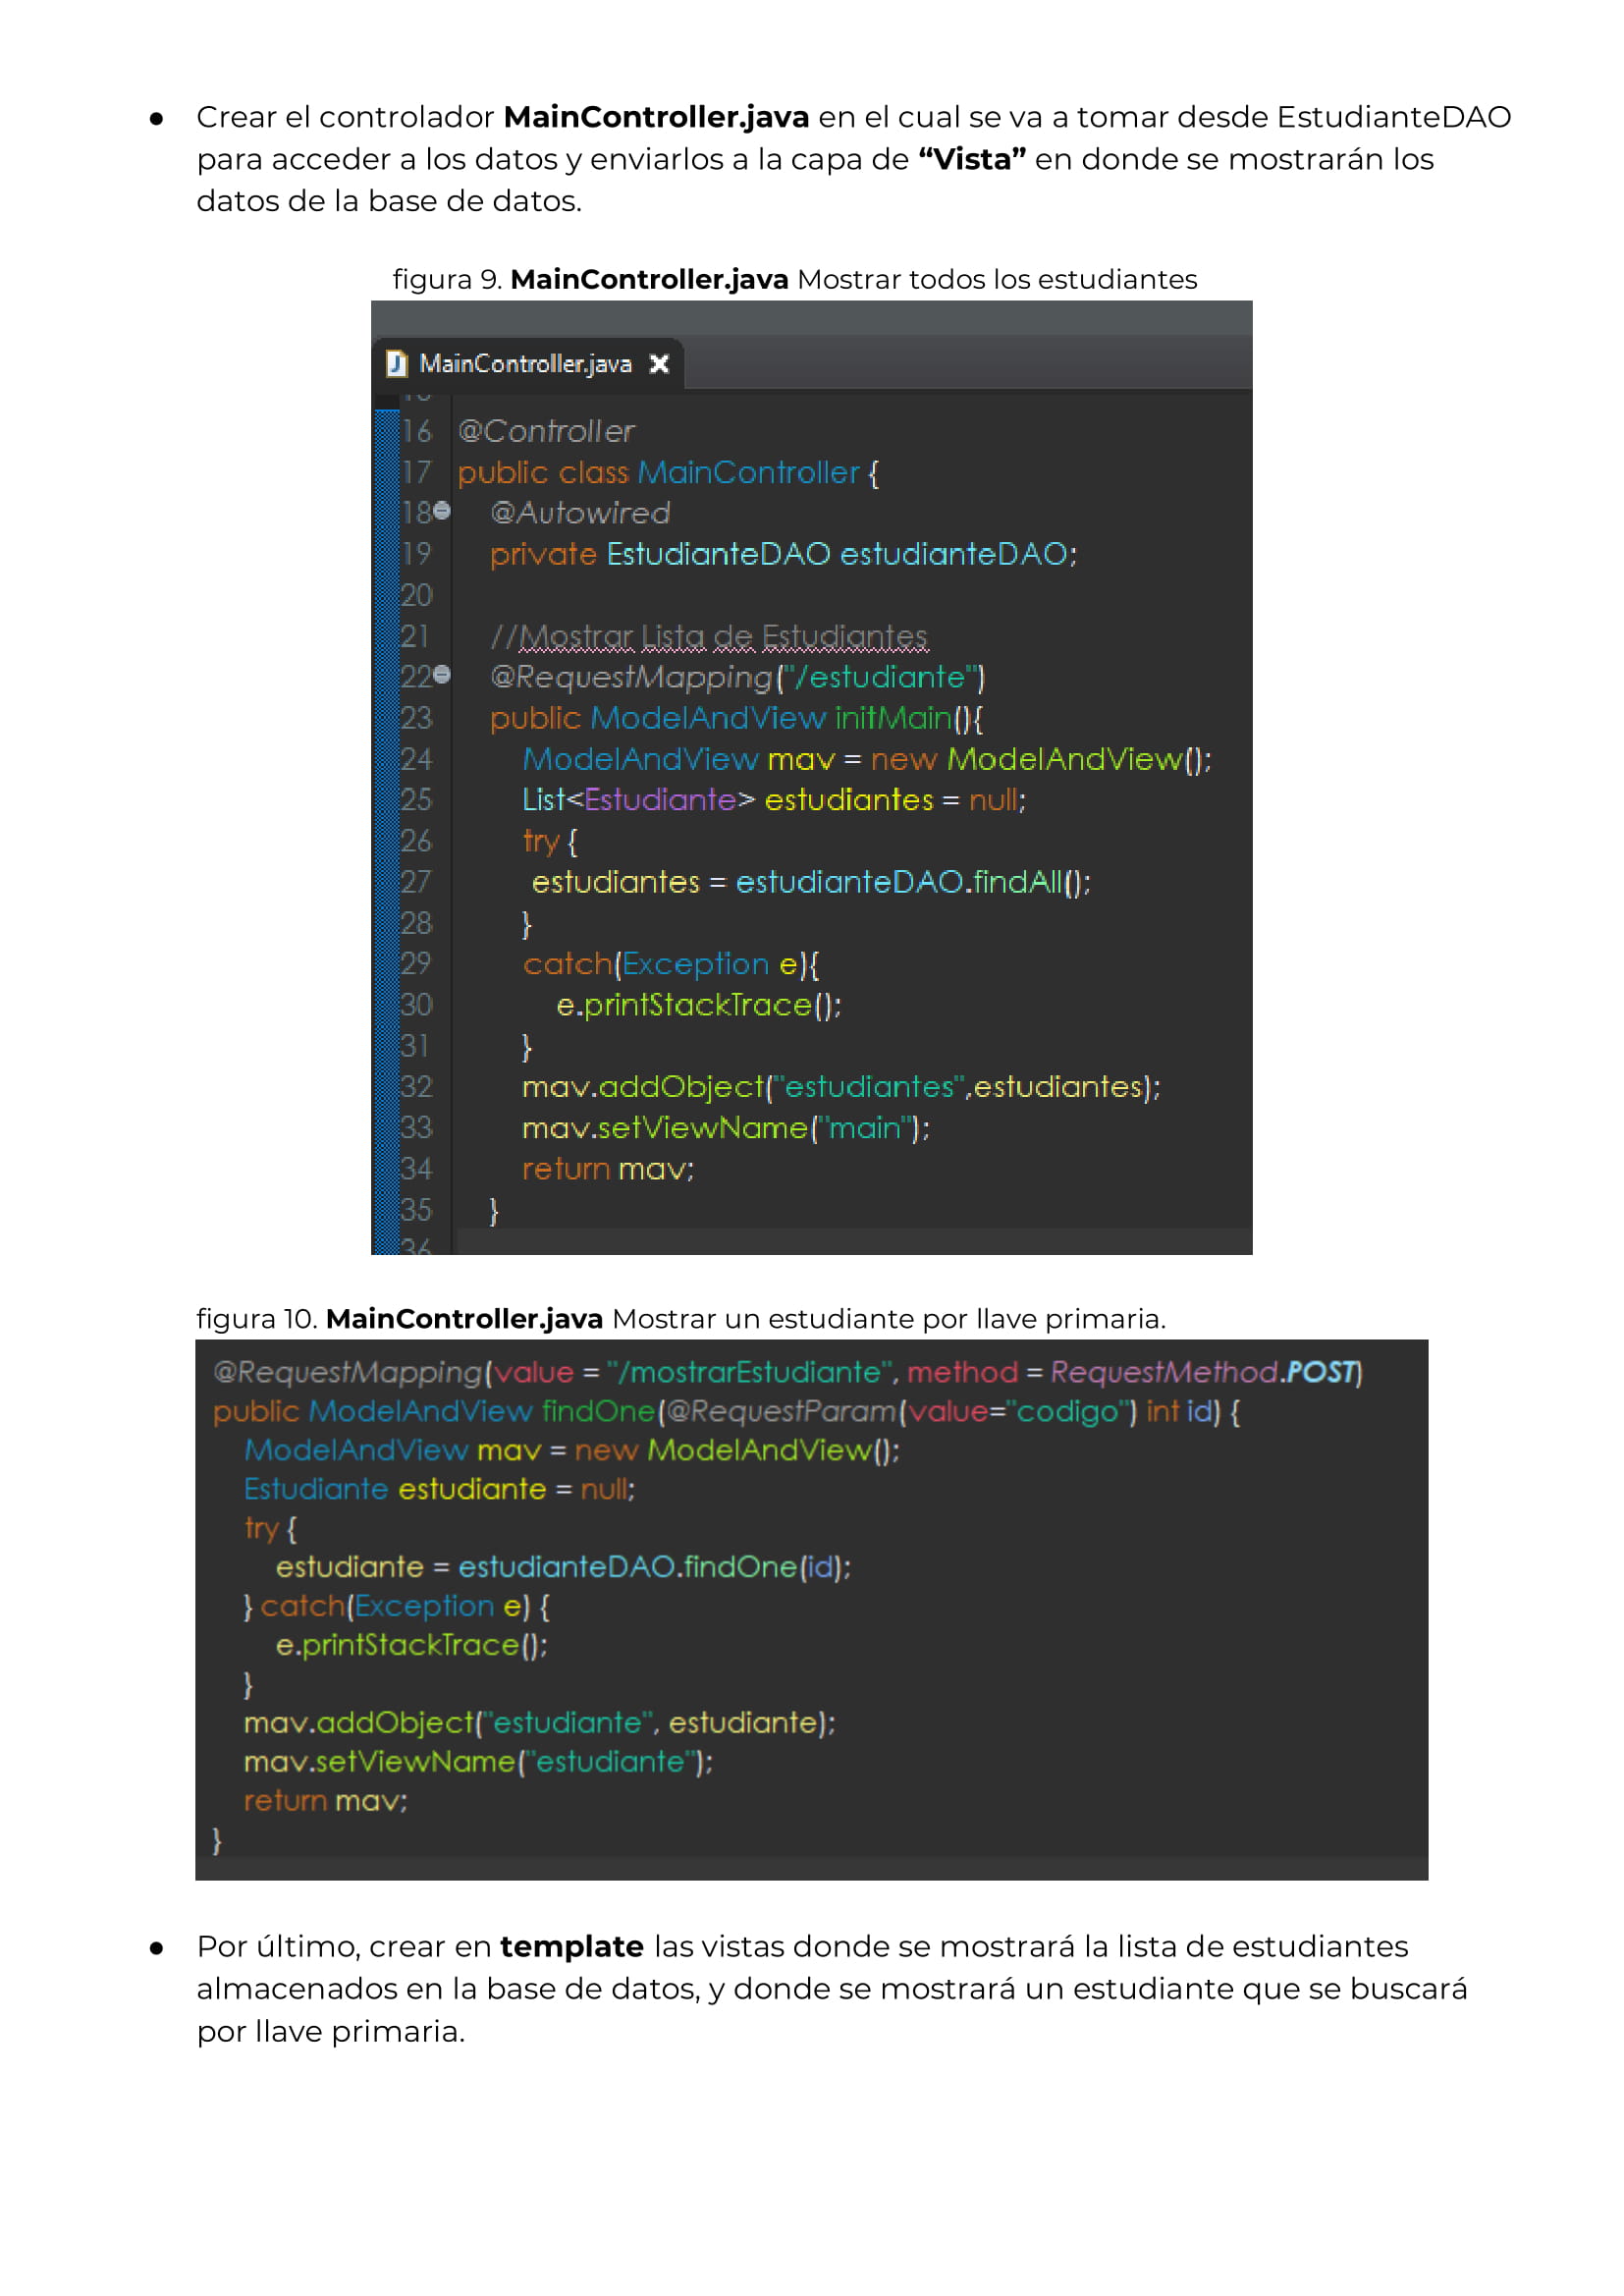 ● Crear el controlador MainController.java en el cual se va a tomar desde EstudianteDAO
para acceder a los datos y enviarlos a la capa de “Vista” en donde se mostrarán los
datos de la base de datos.
figura 9. MainController.java Mostrar todos los estudiantes
MainController.java
16 @Controller
17 public class MainController {
18 @Autowired
19 private EstudianteDAO estudianteDAO;
20
21 //Mostrar Lista de Estudiantes
22 @RequestMapping("/estudiante")
23 public ModelAndView initMain(){
24 ModelAndView mav = new ModelAndView();
25 List<Estudiante> estudiantes = null;
26 try {
27 estudiantes = estudianteDAO.findAll();
28 }
29 catch(Exception e){
30 e.printStackTrace();
31 }
32 mav.addObject("estudiantes",estudiantes);
33 mav.setViewName("main");
34 return mav;
35 }
36
figura 10. MainController.java Mostrar un estudiante por llave primaria.
@RequestMapping(value = "/mostrarEstudiante", method = RequestMethod.POST)
public ModelAndView findOne(@RequestParam(value="codigo") int id) {
ModelAndView mav = new ModelAndView();
Estudiante estudiante = null;
try {
estudiante = estudianteDAO.findOne(id);
} catch(Exception e) {
e.printStackTrace();
}
mav.addObject("estudiante", estudiante);
mav.setViewName("estudiante");
return mav;
}
● Por último, crear en template las vistas donde se mostrará la lista de estudiantes
almacenados en la base de datos, y donde se mostrará un estudiante que se buscará
por llave primaria.